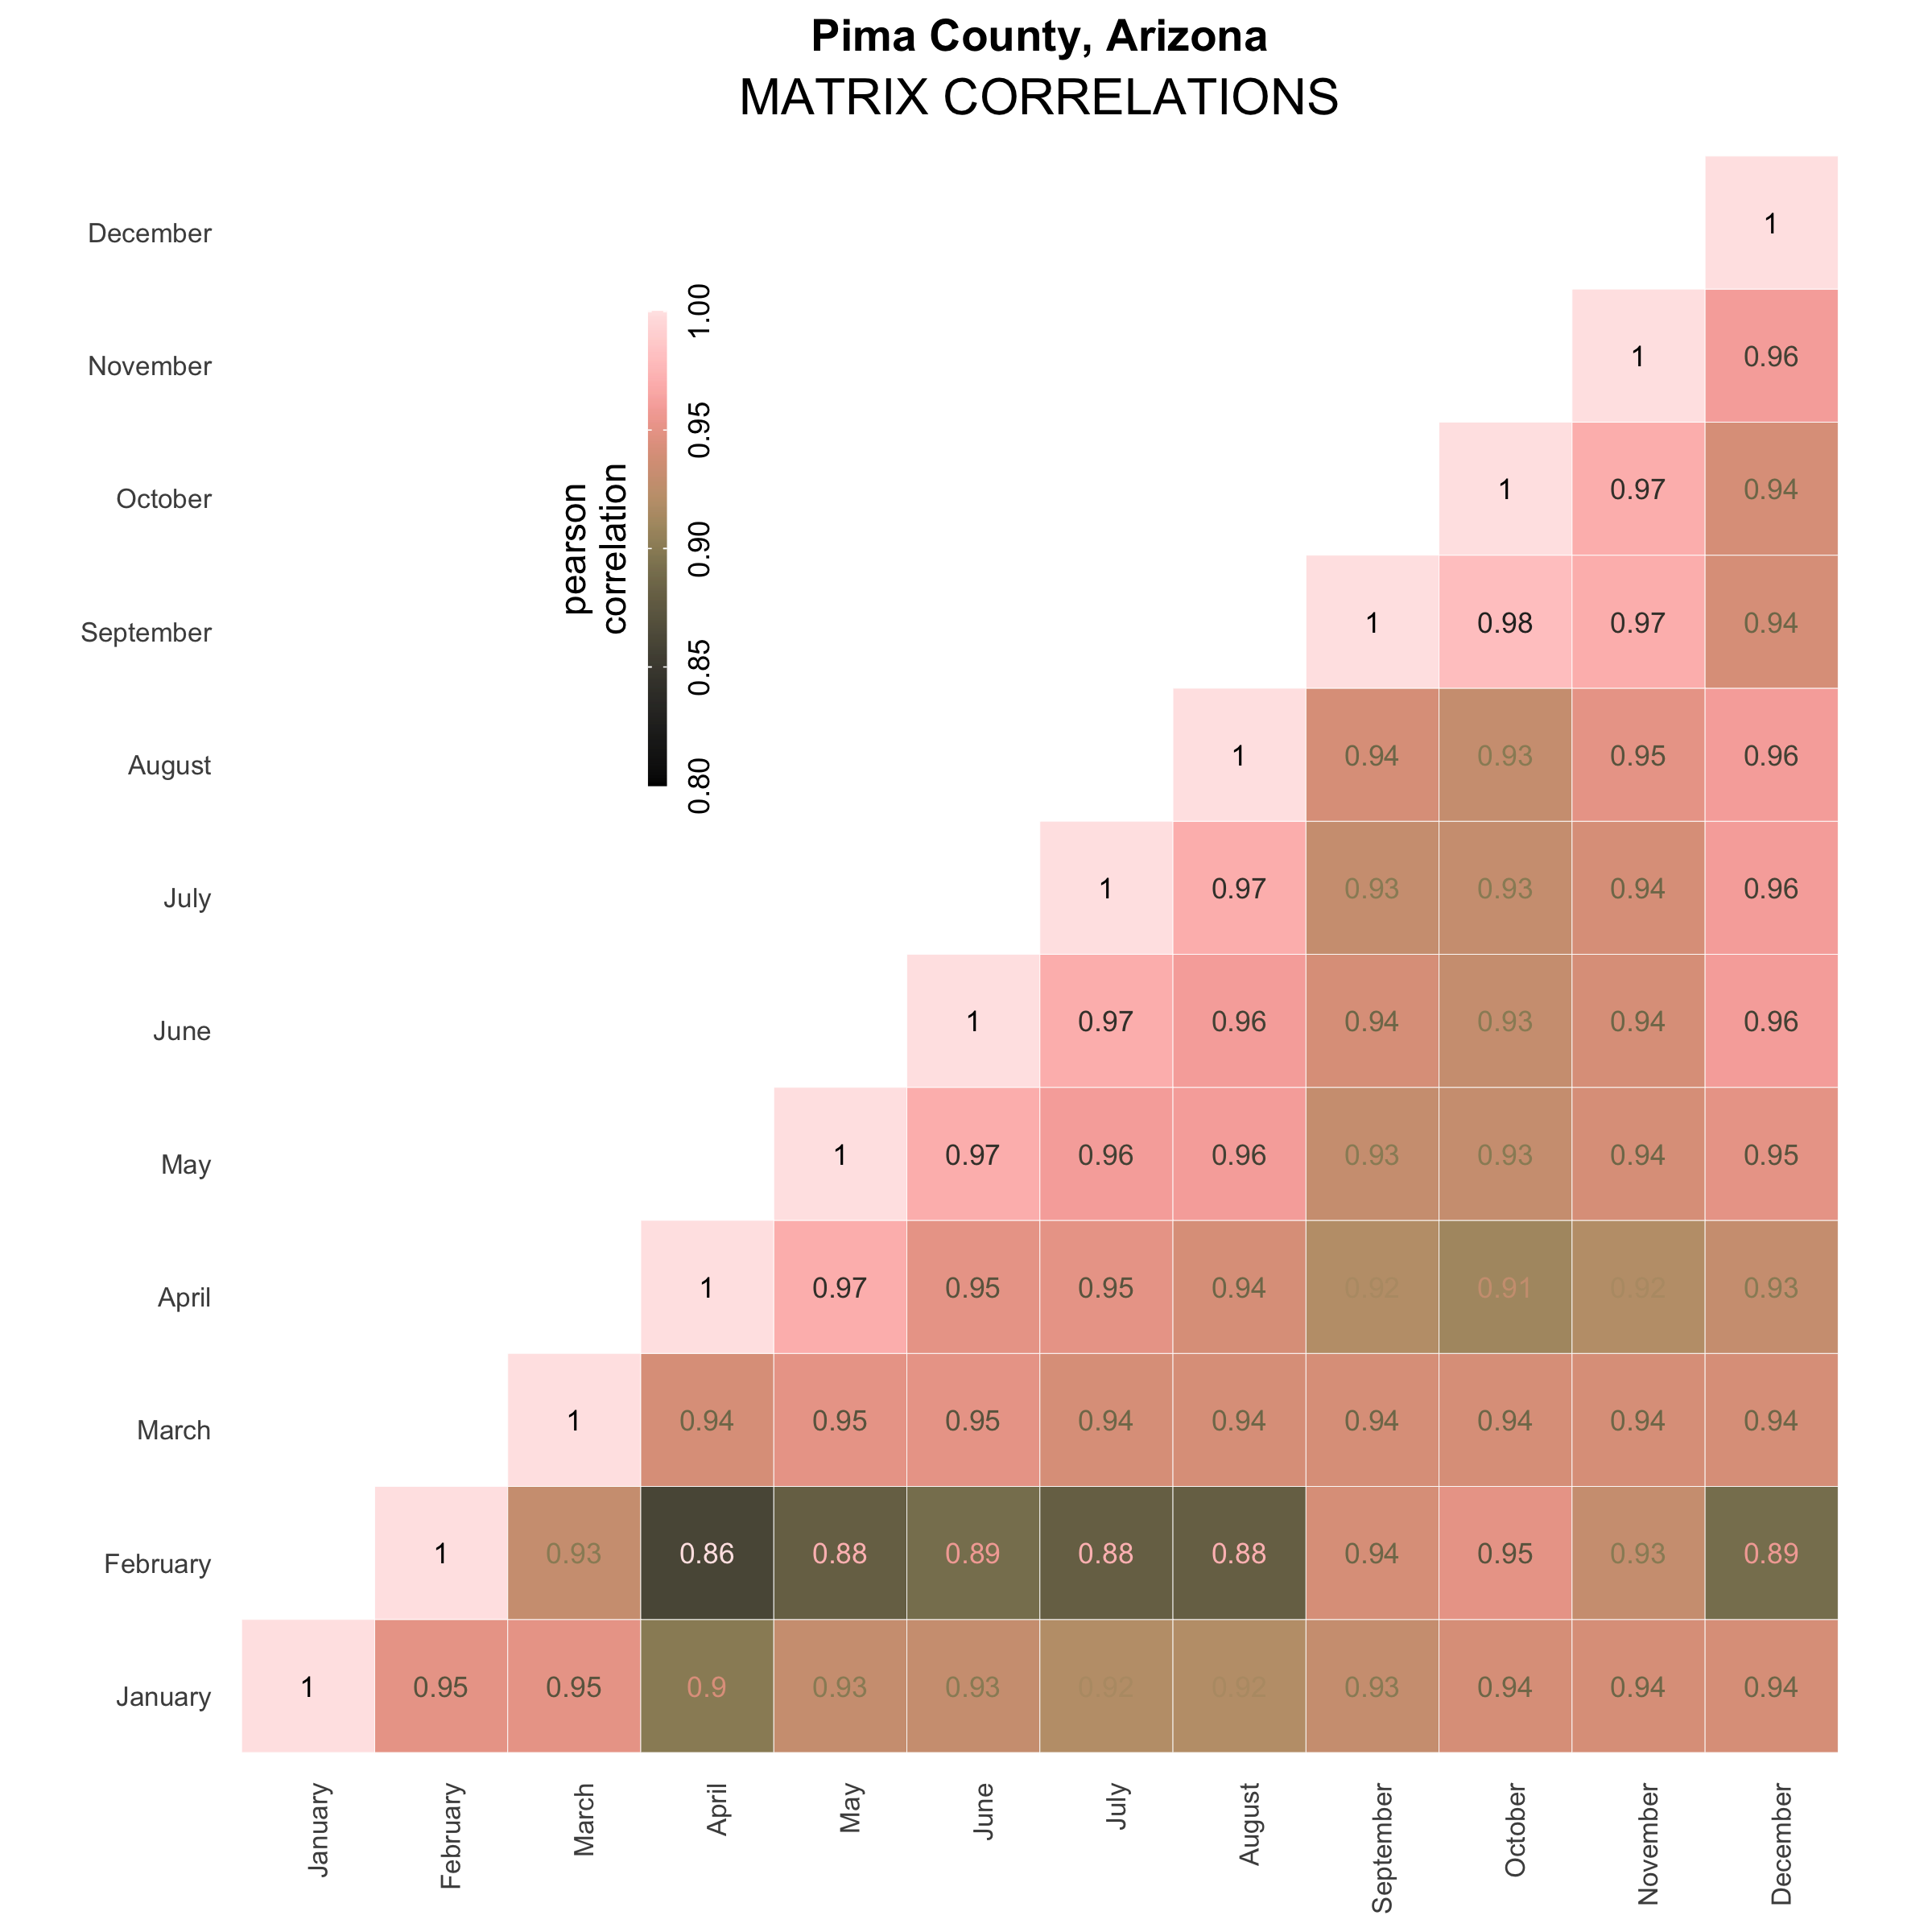 Pima County, Arizona
MATRIX CORRELATIONS
December 1
November 1 0.96
October 1 0.97 0.94
September 1 0.98 0.97 0.94
August 1 0.94 0.93 0.95 0.96
July 1 0.97 0.93 0.93 0.94 0.96
June 1 0.97 0.96 0.94 0.93 0.94 0.96
May 1 0.97 0.96 0.96 0.93 0.93 0.94 0.95
April 1 0.97 0.95 0.95 0.94 0.92 0.91 0.92 0.93
March 1 0.94 0.95 0.95 0.94 0.94 0.94 0.94 0.94 0.94
February 1 0.93 0.86 0.88 0.89 0.88 0.88 0.94 0.95 0.93 0.89
January 1 0.95 0.95 0.9 0.93 0.93 0.92 0.92 0.93 0.94 0.94 0.94
January February March April May June July August September October November December
pearson
correlation
0.80 0.85 0.90 0.95 1.00